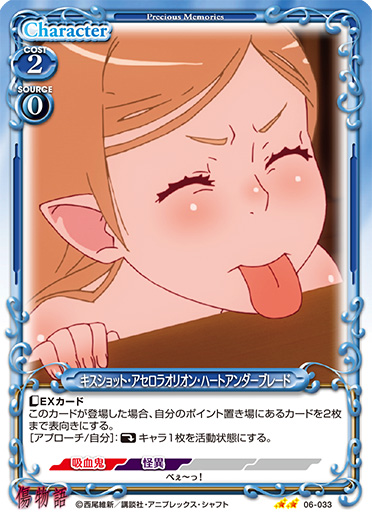 Precious Memories
Character
COST
2
SOURCE
0
キスショット・アセロラオリオン・ハートアンダーブレード
EXカード
このカードが登場した場合、自分のポイント置き場にあるカードを2枚
まで表向きにする。
[アプローチ/自分]: キャラ1枚を活動状態にする。
吸血鬼 怪異
べぇ～っ!
傷物語
©西尾維新/講談社・アニプレックス・シャフト
06-033